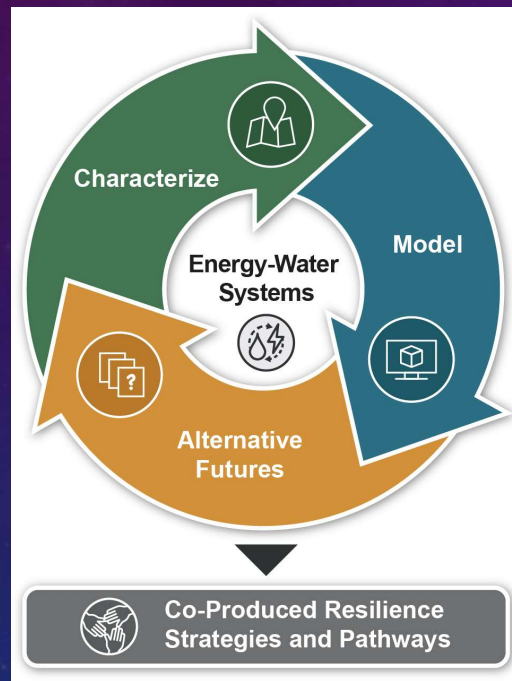 Characterize
Model
Energy-Water
Systems
?
Alternative
Futures
Co-Produced Resilience
Strategies and Pathways